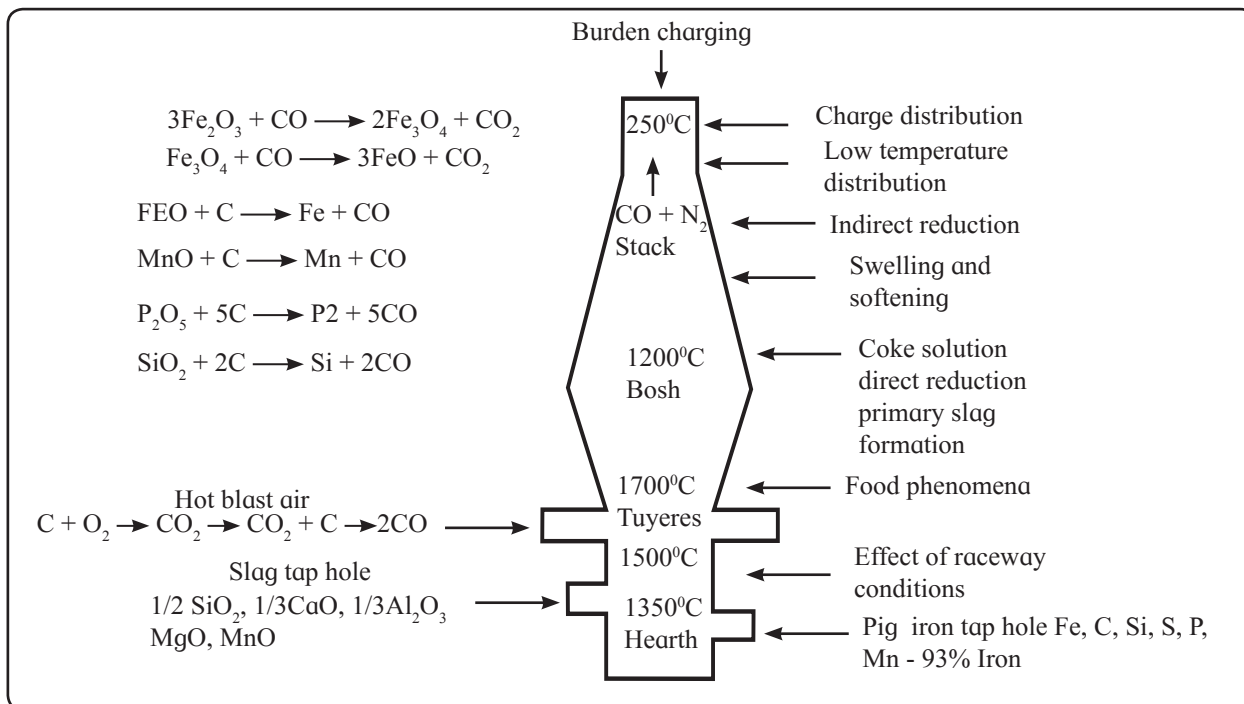 Burden charging
3Fe₂O₃ + CO ⟶ 2Fe₃O₄ + CO₂
Fe₃O₄ + CO ⟶ 3FeO + CO₂
FEO + C ⟶ Fe + CO
MnO + C ⟶ Mn + CO
P₂O₅ + 5C ⟶ P2 + 5CO
SiO₂ + 2C ⟶ Si + 2CO
Hot blast air
C + O₂ → CO₂ → CO₂ + C → 2CO
Slag tap hole
1/2 SiO₂, 1/3CaO, 1/3Al₂O₃
MgO, MnO
250⁰C
CO + N₂
Stack
1200⁰C
Bosh
1700⁰C
Tuyeres
1500⁰C
1350⁰C
Hearth
Charge distribution
Low temperature
distribution
Indirect reduction
Swelling and
softening
Coke solution
direct reduction
primary slag
formation
Food phenomena
Effect of raceway
conditions
Pig iron tap hole Fe, C, Si, S, P,
Mn - 93% Iron